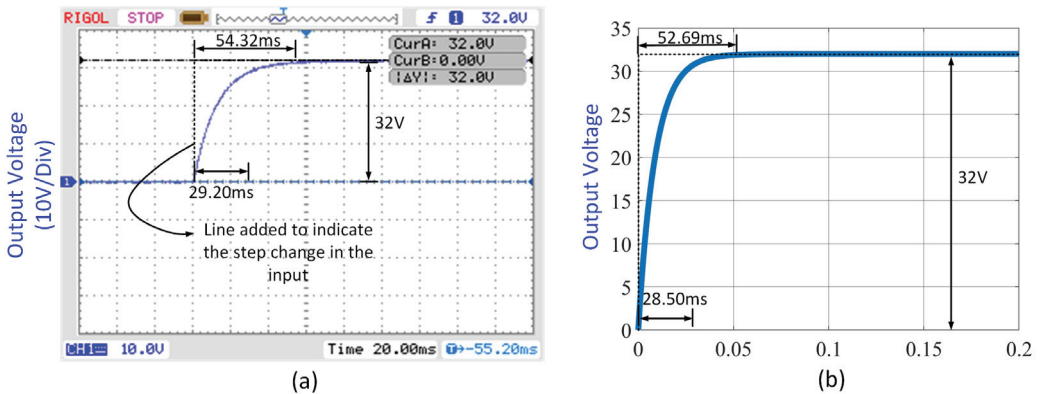 RIGOL STOP T 1 32.0V
54.32ms
CurA: 32.0V
CurB:0.00V
|ΔY|: 32.0V
32V
29.20ms
Line added to indicate
the step change in the
input
1
Output Voltage
(10V/Div)
CH1 10.0V Time 20.00ms T→-55.20ms
(a)
52.69ms
32V
28.50ms
Output Voltage
35
30
25
20
31
30
5
0
0 0.05 0.1 0.15 0.2
(b)